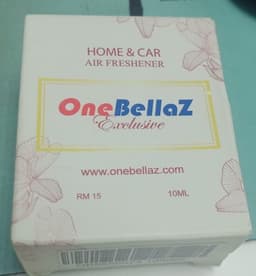 HOME & CAR
AIR FRESHENER
OneBellaZ
Exclusive
www.onebellaz.com
RM 15 10ML